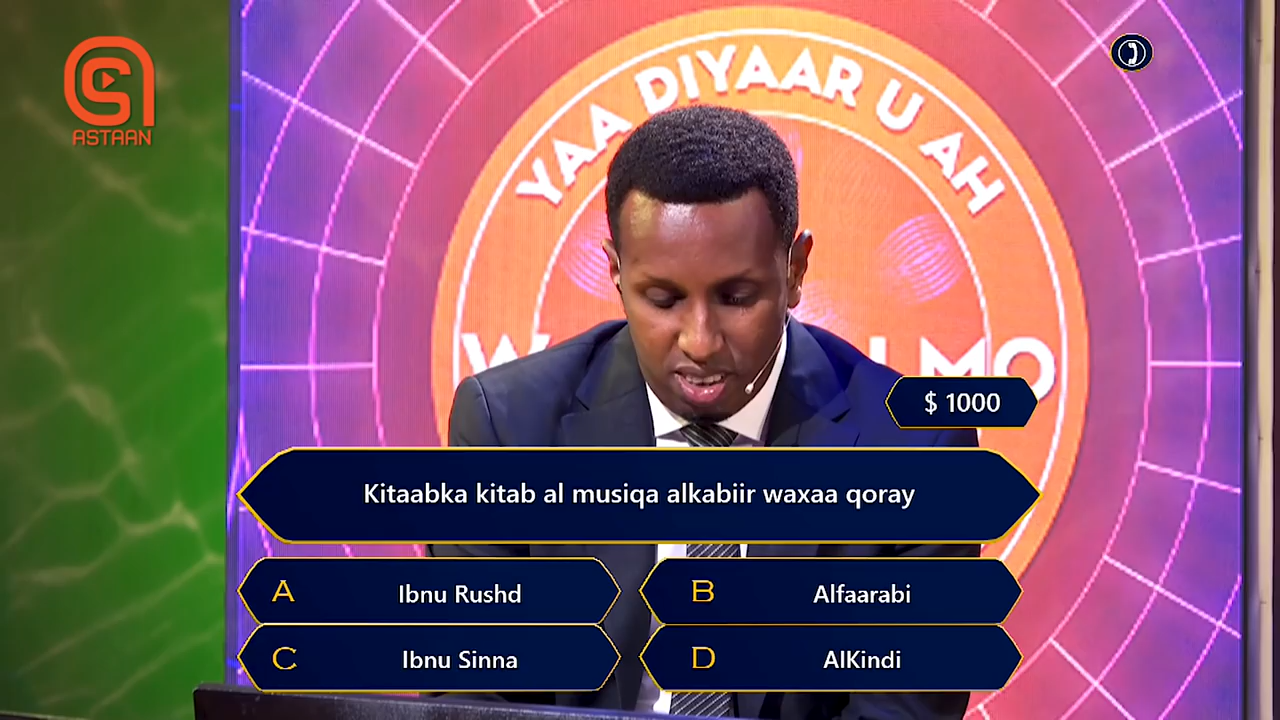 ASTAAN
YAA DIYAAR U AH
$ 1000
Kitaabka kitab al musiqa alkabiir waxaa qoray
A Ibnu Rushd
B Alfaarabi
C Ibnu Sinna
D AlKindi